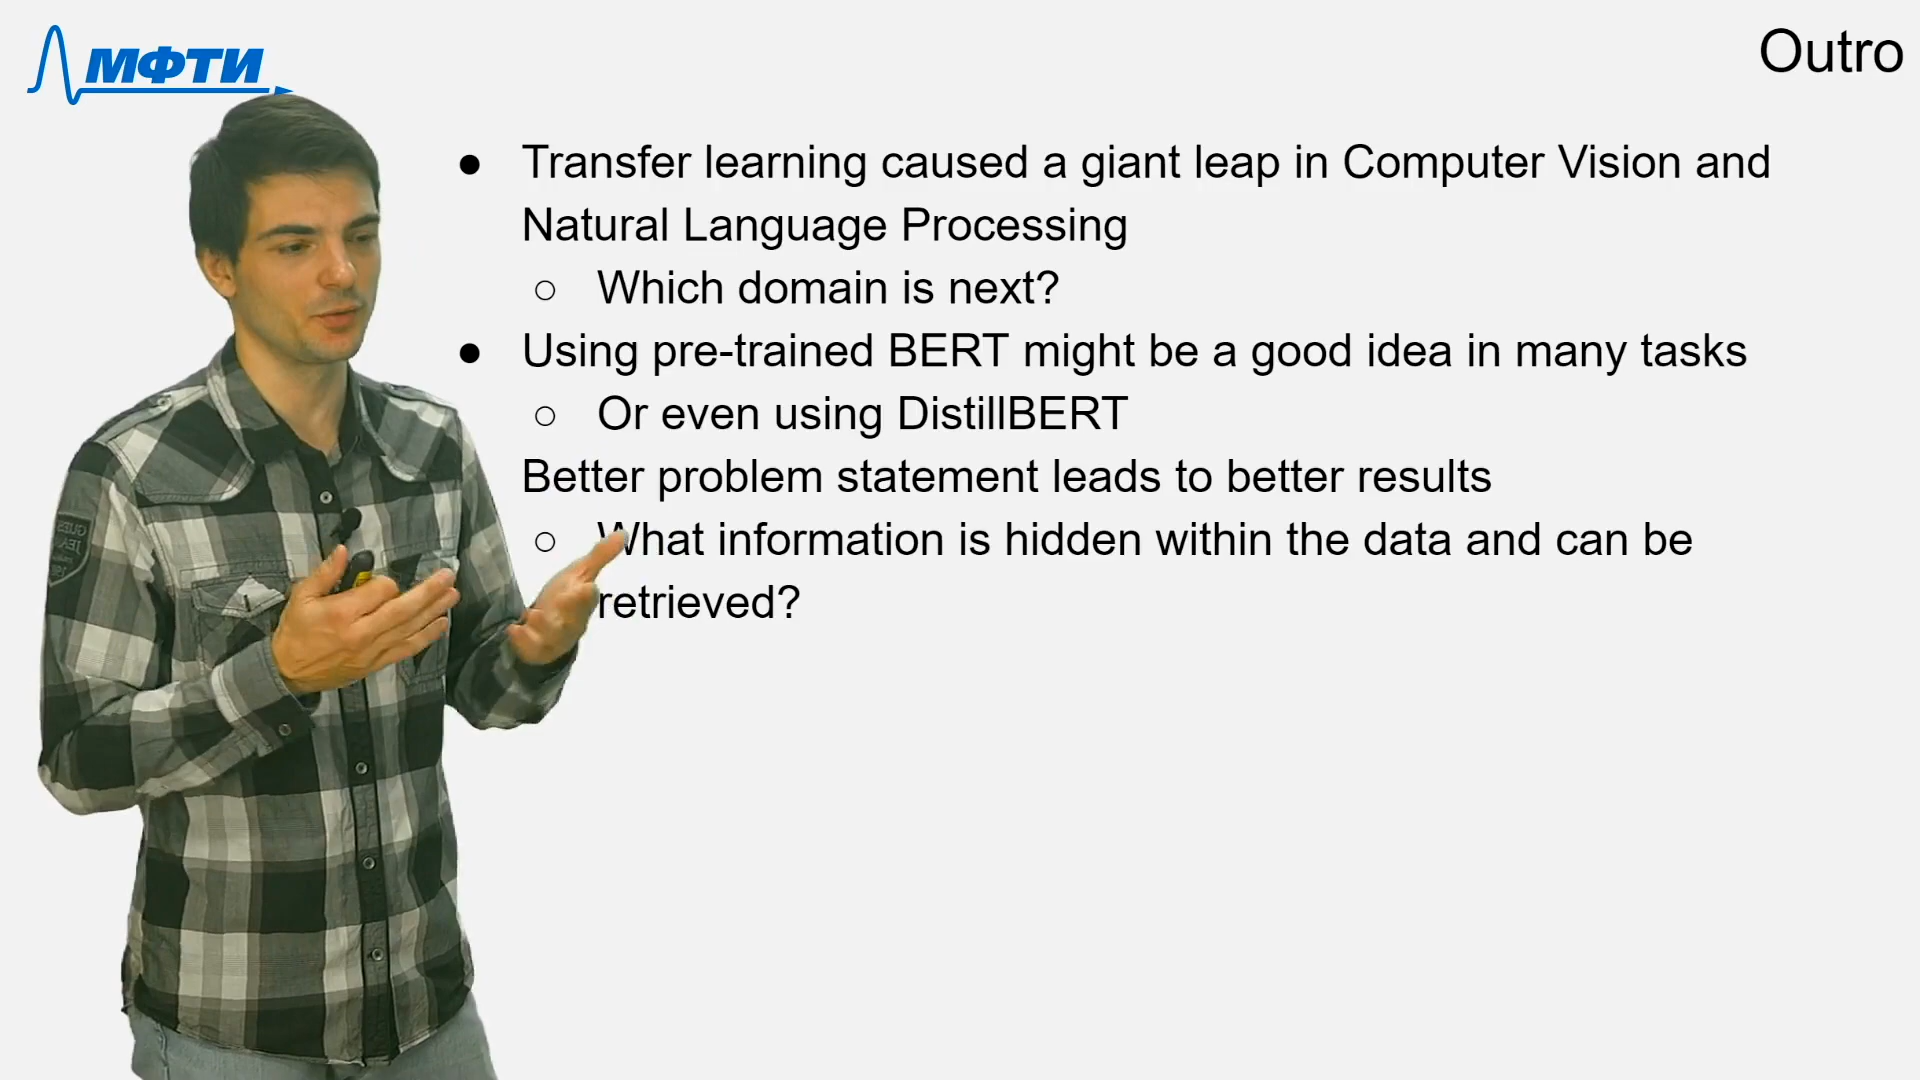 МФТИ
Outro
● Transfer learning caused a giant leap in Computer Vision and
Natural Language Processing
○ Which domain is next?
● Using pre-trained BERT might be a good idea in many tasks
○ Or even using DistillBERT
Better problem statement leads to better results
○ What information is hidden within the data and can be
retrieved?